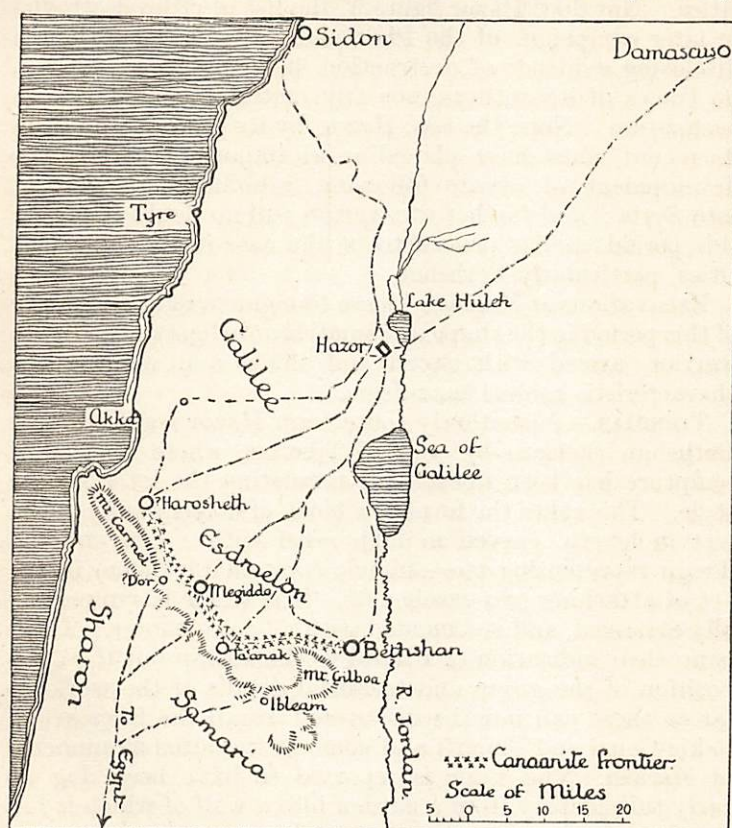 Sidon
Damascus
Tyre
Lake Huleh
Galilee
Hazor
Akka
Sea of
Galilee
?Harosheth
Mt. Carmel
Esdraelon
?Dor
Megiddo
Sharon
Taanak
Bethshan
Mt. Gilboa
Ibleam
Samaria
R. Jordan
To Egypt
Canaanite Frontier.
Scale of Miles
5 0 5 10 15 20